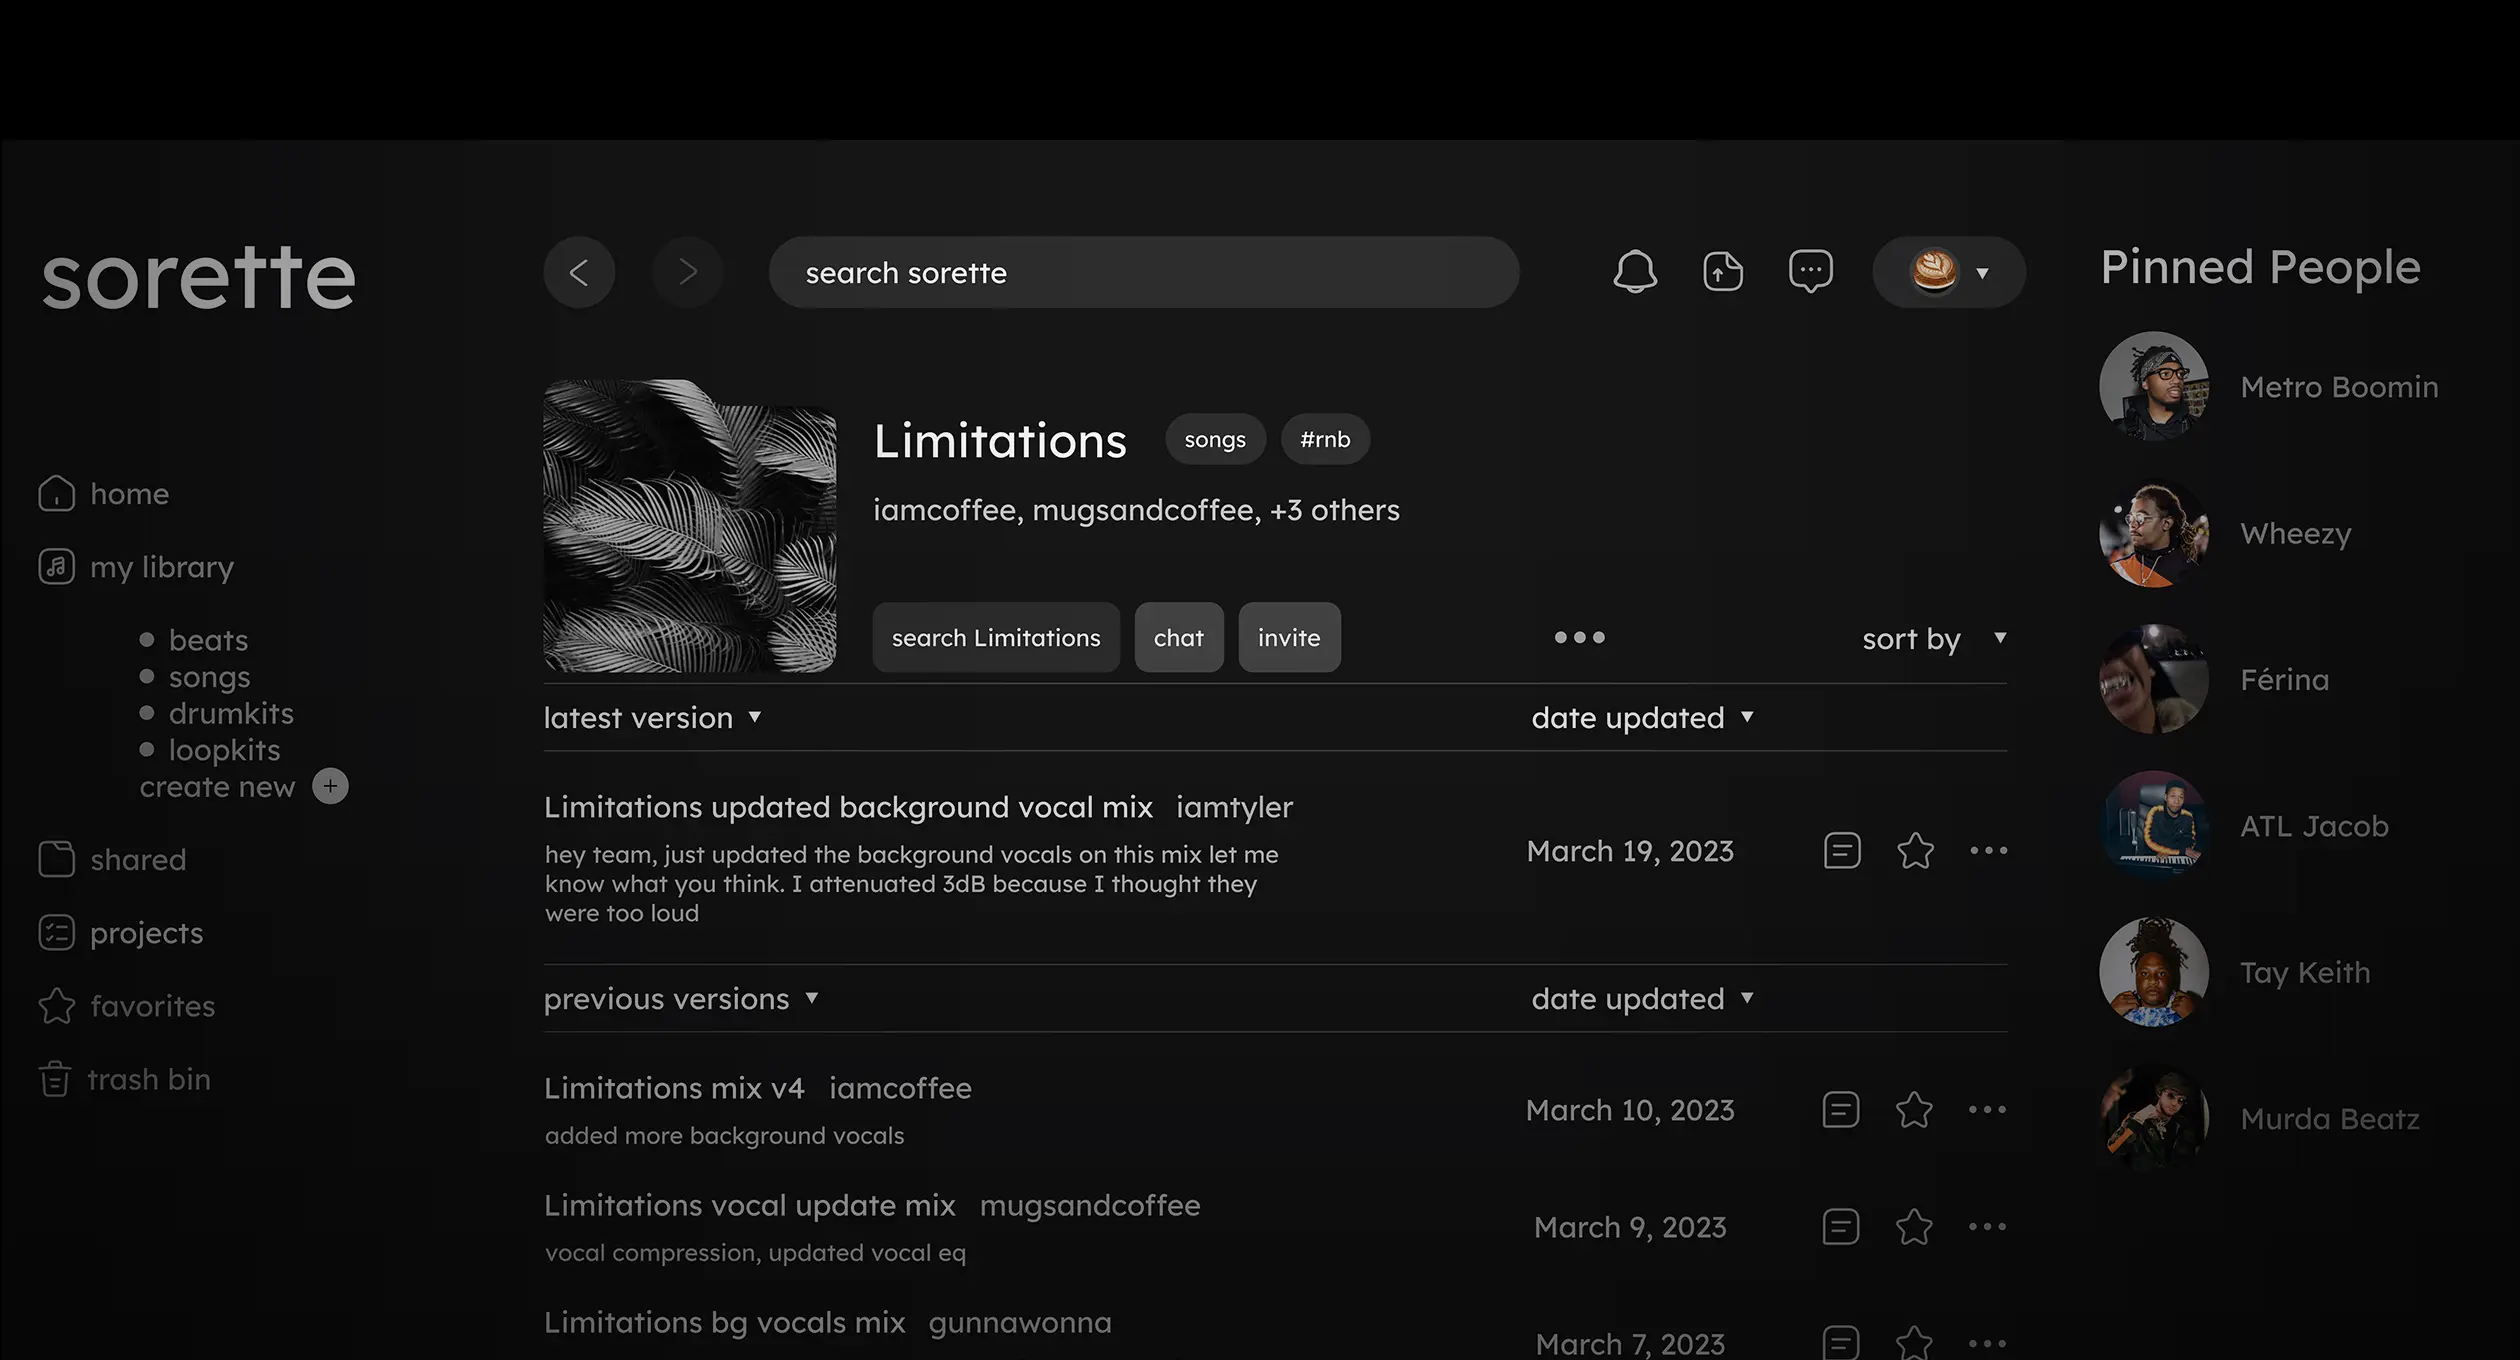 sorette
search sorette
Pinned People
home
my library
beats
songs
drumkits
loopkits
create new
shared
projects
favorites
trash bin
Limitations
songs
#rnb
iamcoffee, mugsandcoffee, +3 others
search Limitations
chat
invite
sort by
latest version
date updated
Limitations updated background vocal mix iamtyler
hey team, just updated the background vocals on this mix let me
know what you think. I attenuated 3dB because I thought they
were too loud
March 19, 2023
previous versions
date updated
Limitations mix v4 iamcoffee
added more background vocals
March 10, 2023
Limitations vocal update mix mugsandcoffee
vocal compression, updated vocal eq
March 9, 2023
Limitations bg vocals mix gunnawonna
March 7, 2023
Metro Boomin
Wheezy
Férina
ATL Jacob
Tay Keith
Murda Beatz